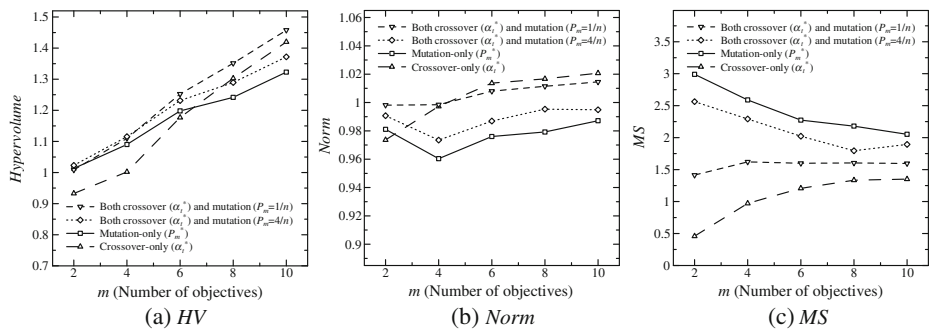 1.5
1.4
1.3
1.2
1.1
1
0.9
0.8
0.7
Hypervolume
Both crossover (αt*) and mutation (Pm=1/n)
Both crossover (αt*) and mutation (Pm=4/n)
Mutation-only (Pm*)
Crossover-only (αt*)
2 4 6 8 10
m (Number of objectives)
(a) HV
1.06
1.04
1.02
1
0.98
0.96
0.94
0.92
0.9
Norm
Both crossover (αt*) and mutation (Pm=1/n)
Both crossover (αt*) and mutation (Pm=4/n)
Mutation-only (Pm*)
Crossover-only (αt*)
2 4 6 8 10
m (Number of objectives)
(b) Norm
3.5
3
2.5
2
1.5
1
0.5
0
MS
Both crossover (αt*) and mutation (Pm=1/n)
Both crossover (αt*) and mutation (Pm=4/n)
Mutation-only (Pm*)
Crossover-only (αt*)
2 4 6 8 10
m (Number of objectives)
(c) MS